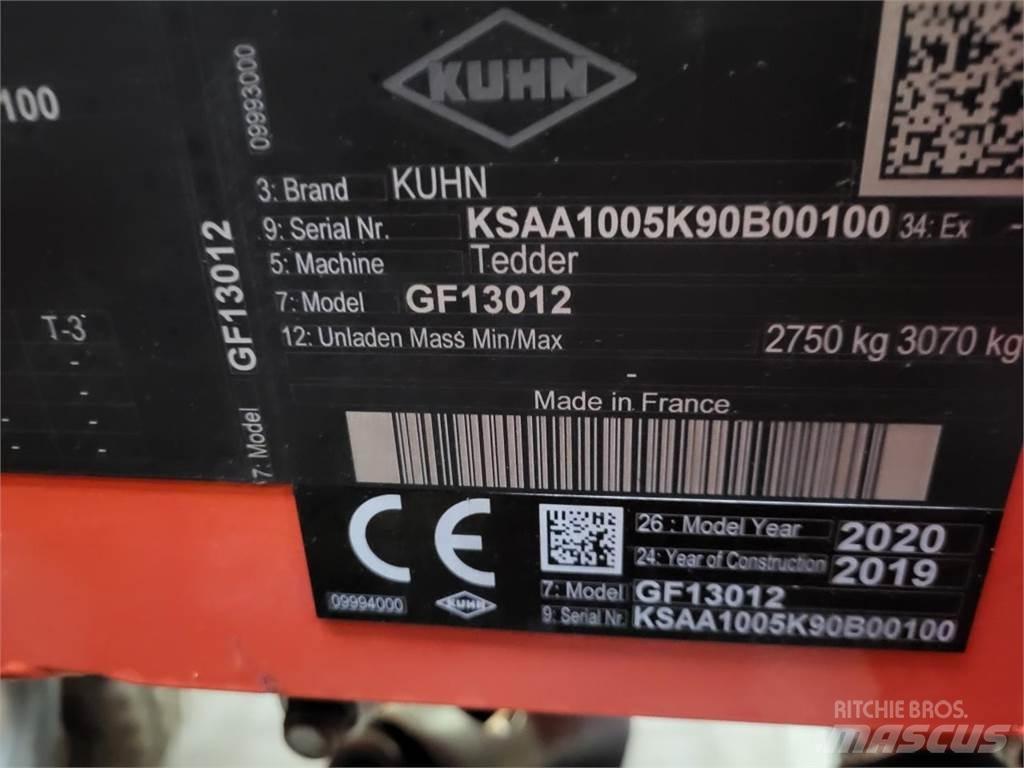 100
T-3
-
-
- -
- -
09993000
7: Model GF13012
KUHN
3: Brand KUHN
9: Serial Nr. KSAA1005K90B00100 34: Ex -
5: Machine Tedder
7: Model GF13012
12: Unladen Mass Min/Max 2750 kg 3070 kg
-
Made in France
CE
09994000
KUHN
26 : Model Year 2020
24: Year of Construction 2019
7: Model GF13012
9: Serial Nr. KSAA1005K90B00100
RITCHIE BROS.
MASCUS